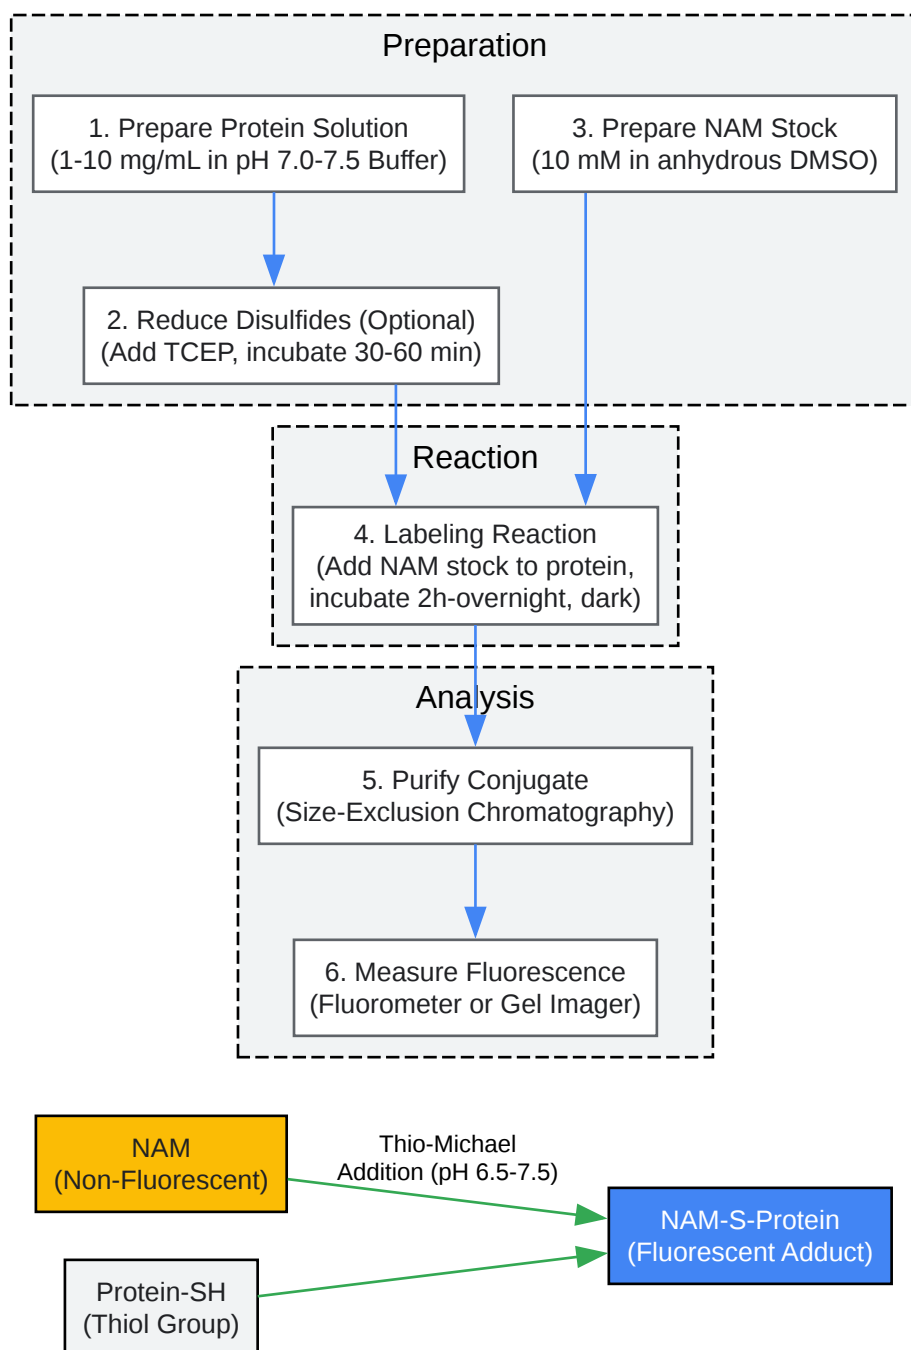 Preparation
1. Prepare Protein Solution
(1-10 mg/mL in pH 7.0-7.5 Buffer)
3. Prepare NAM Stock
(10 mM in anhydrous DMSO)
2. Reduce Disulfides (Optional)
(Add TCEP, incubate 30-60 min)
Reaction
4. Labeling Reaction
(Add NAM stock to protein,
incubate 2h-overnight, dark)
Analysis
5. Purify Conjugate
(Size-Exclusion Chromatography)
6. Measure Fluorescence
(Fluorometer or Gel Imager)
NAM
(Non-Fluorescent)
Thio-Michael
Addition (pH 6.5-7.5)
NAM-S-Protein
(Fluorescent Adduct)
Protein-SH
(Thiol Group)